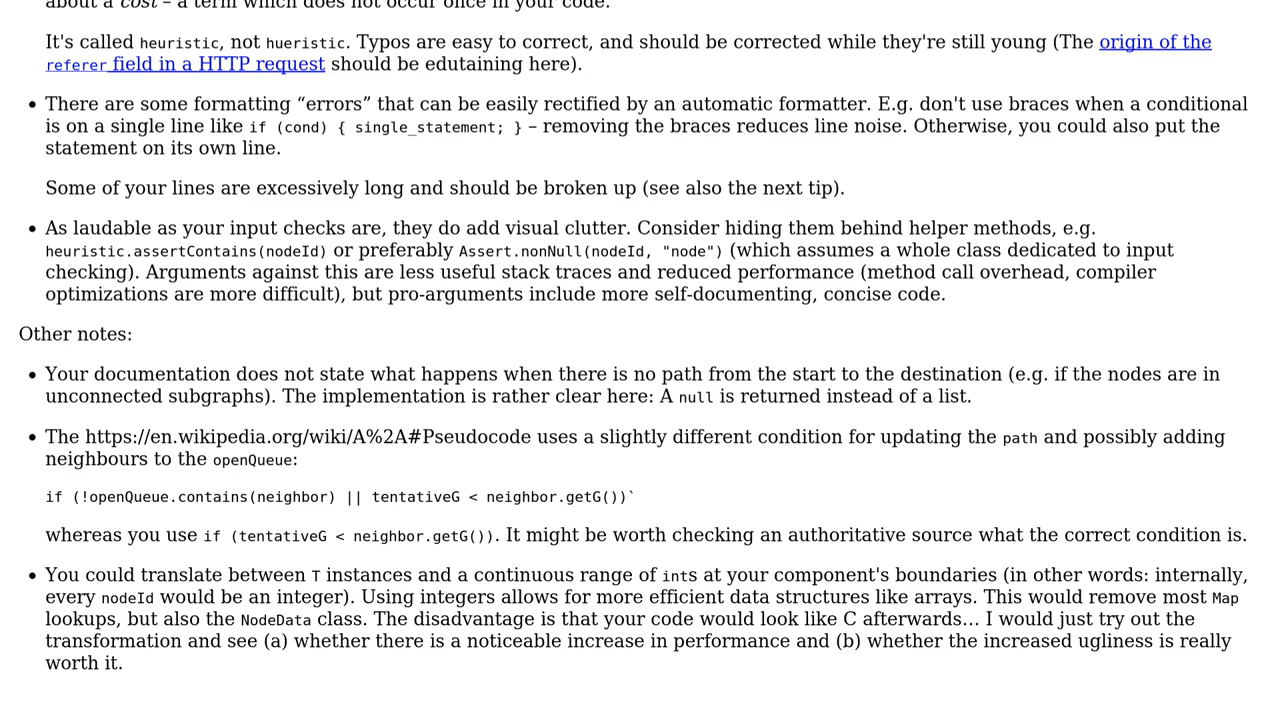 about a cost – a term which does not occur once in your code.
It's called heuristic, not hueristic. Typos are easy to correct, and should be corrected while they're still young (The origin of the
referer field in a HTTP request should be edutaining here).
• There are some formatting “errors” that can be easily rectified by an automatic formatter. E.g. don't use braces when a conditional
is on a single line like if (cond) { single_statement; } – removing the braces reduces line noise. Otherwise, you could also put the
statement on its own line.
Some of your lines are excessively long and should be broken up (see also the next tip).
• As laudable as your input checks are, they do add visual clutter. Consider hiding them behind helper methods, e.g.
heuristic.assertContains(nodeId) or preferably Assert.nonNull(nodeId, "node") (which assumes a whole class dedicated to input
checking). Arguments against this are less useful stack traces and reduced performance (method call overhead, compiler
optimizations are more difficult), but pro-arguments include more self-documenting, concise code.
Other notes:
• Your documentation does not state what happens when there is no path from the start to the destination (e.g. if the nodes are in
unconnected subgraphs). The implementation is rather clear here: A null is returned instead of a list.
• The https://en.wikipedia.org/wiki/A%2A#Pseudocode uses a slightly different condition for updating the path and possibly adding
neighbours to the openQueue:
if (!openQueue.contains(neighbor) || tentativeG < neighbor.getG())`
whereas you use if (tentativeG < neighbor.getG()). It might be worth checking an authoritative source what the correct condition is.
• You could translate between T instances and a continuous range of ints at your component's boundaries (in other words: internally,
every nodeId would be an integer). Using integers allows for more efficient data structures like arrays. This would remove most Map
lookups, but also the NodeData class. The disadvantage is that your code would look like C afterwards… I would just try out the
transformation and see (a) whether there is a noticeable increase in performance and (b) whether the increased ugliness is really
worth it.